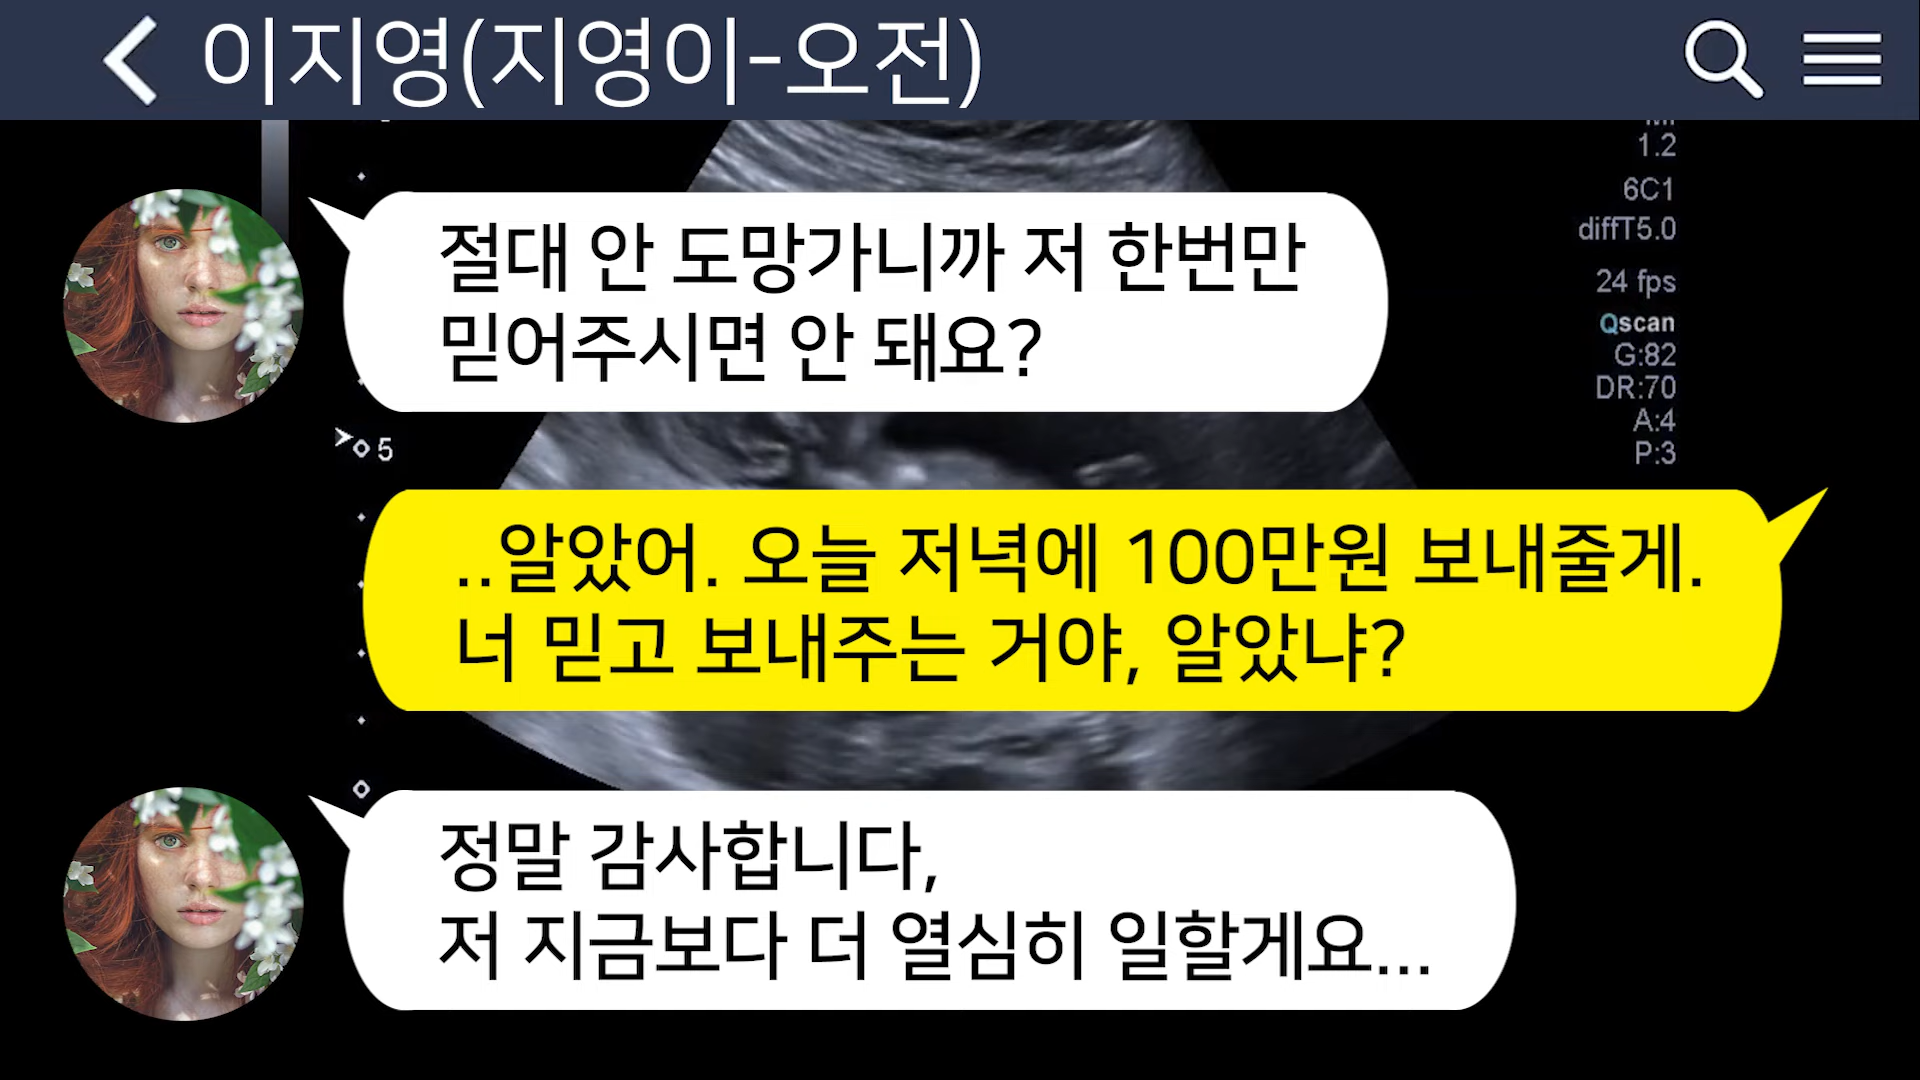 이지영(지영이-오전)
1.2
6C1
diffT5.0
24 fps
Qscan
G:82
DR:70
A:4
P:3
절대 안 도망가니까 저 한번만
믿어주시면 안 돼요?
5
..알았어. 오늘 저녁에 100만원 보내줄게.
너 믿고 보내주는 거야, 알았냐?
정말 감사합니다,
저 지금보다 더 열심히 일할게요...